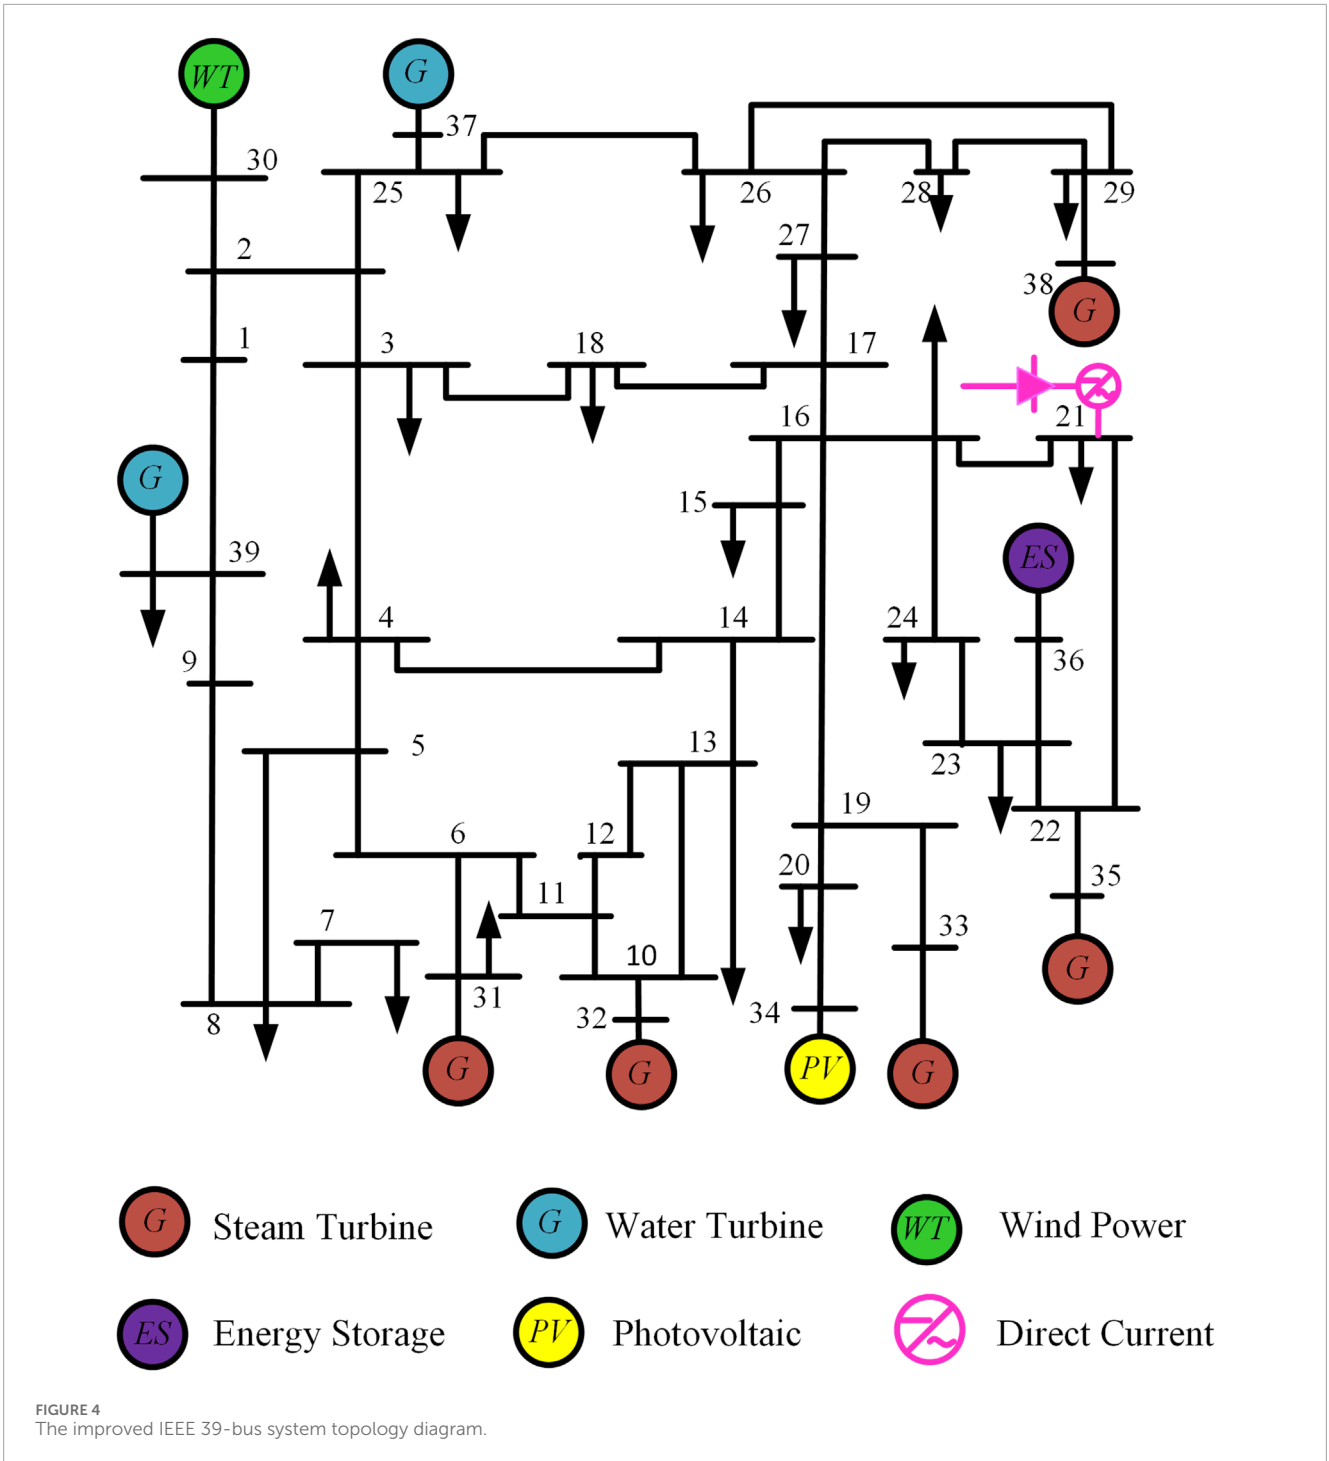 WT
G
37
30
25
26
28
29
2
27
38
G
1
3
18
17
16
21
G
15
39
ES
4
14
24
9
36
5
13
23
6
12
19
22
20
11
35
7
33
10
G
31
34
32
8
G
G
PV
G
G Steam Turbine
G Water Turbine
WT Wind Power
ES Energy Storage
PV Photovoltaic
Direct Current
FIGURE 4
The improved IEEE 39-bus system topology diagram.